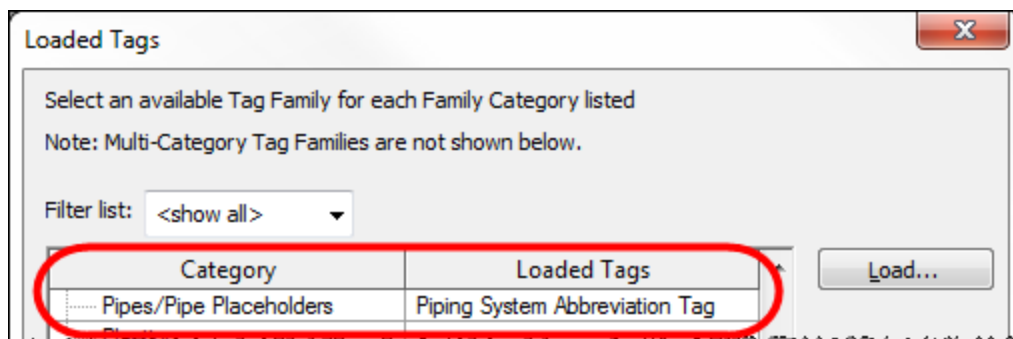 Loaded Tags
Select an available Tag Family for each Family Category listed
Note: Multi-Category Tag Families are not shown below.
Filter list: <show all>
Category Loaded Tags Load...
Pipes/Pipe Placeholders Piping System Abbreviation Tag